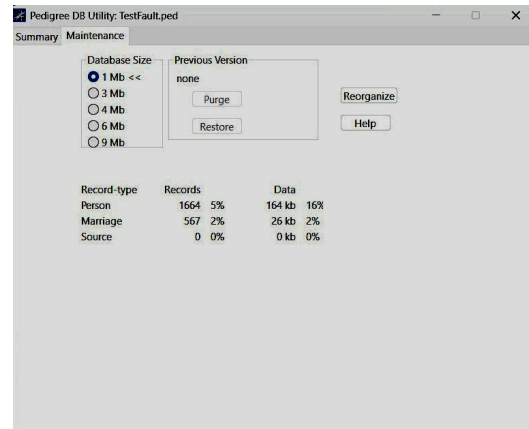 Pedigree DB Utility: TestFault.ped
Summary Maintenance
Database Size
1 Mb <<
3 Mb
4 Mb
6 Mb
9 Mb
Previous Version
none
Purge
Restore
Reorganize
Help
Record-type Records Data
Person 1664 5% 164 kb 16%
Marriage 567 2% 26 kb 2%
Source 0 0% 0 kb 0%